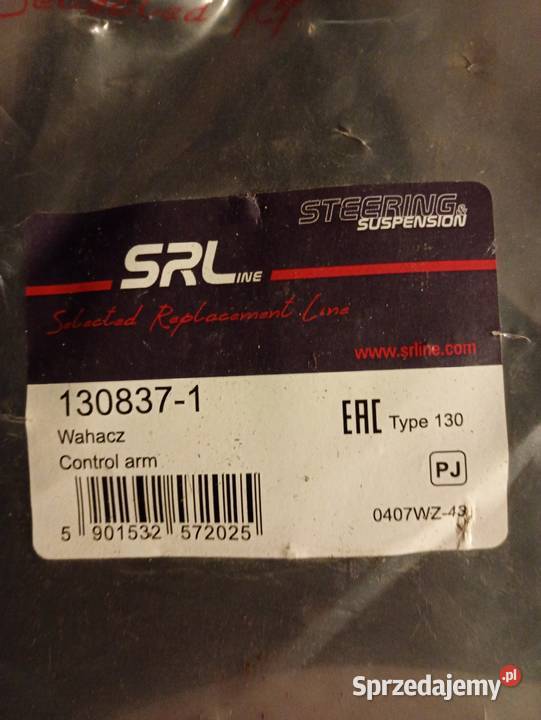 Selected
STEERING &
SUSPENSION
SRLINE
Selected Replacement Line
www.srline.com
130837-1
EAC Type 130
Wahacz
Control arm
PJ
5 901532 572025
0407WZ-43
Sprzedajemy.pl